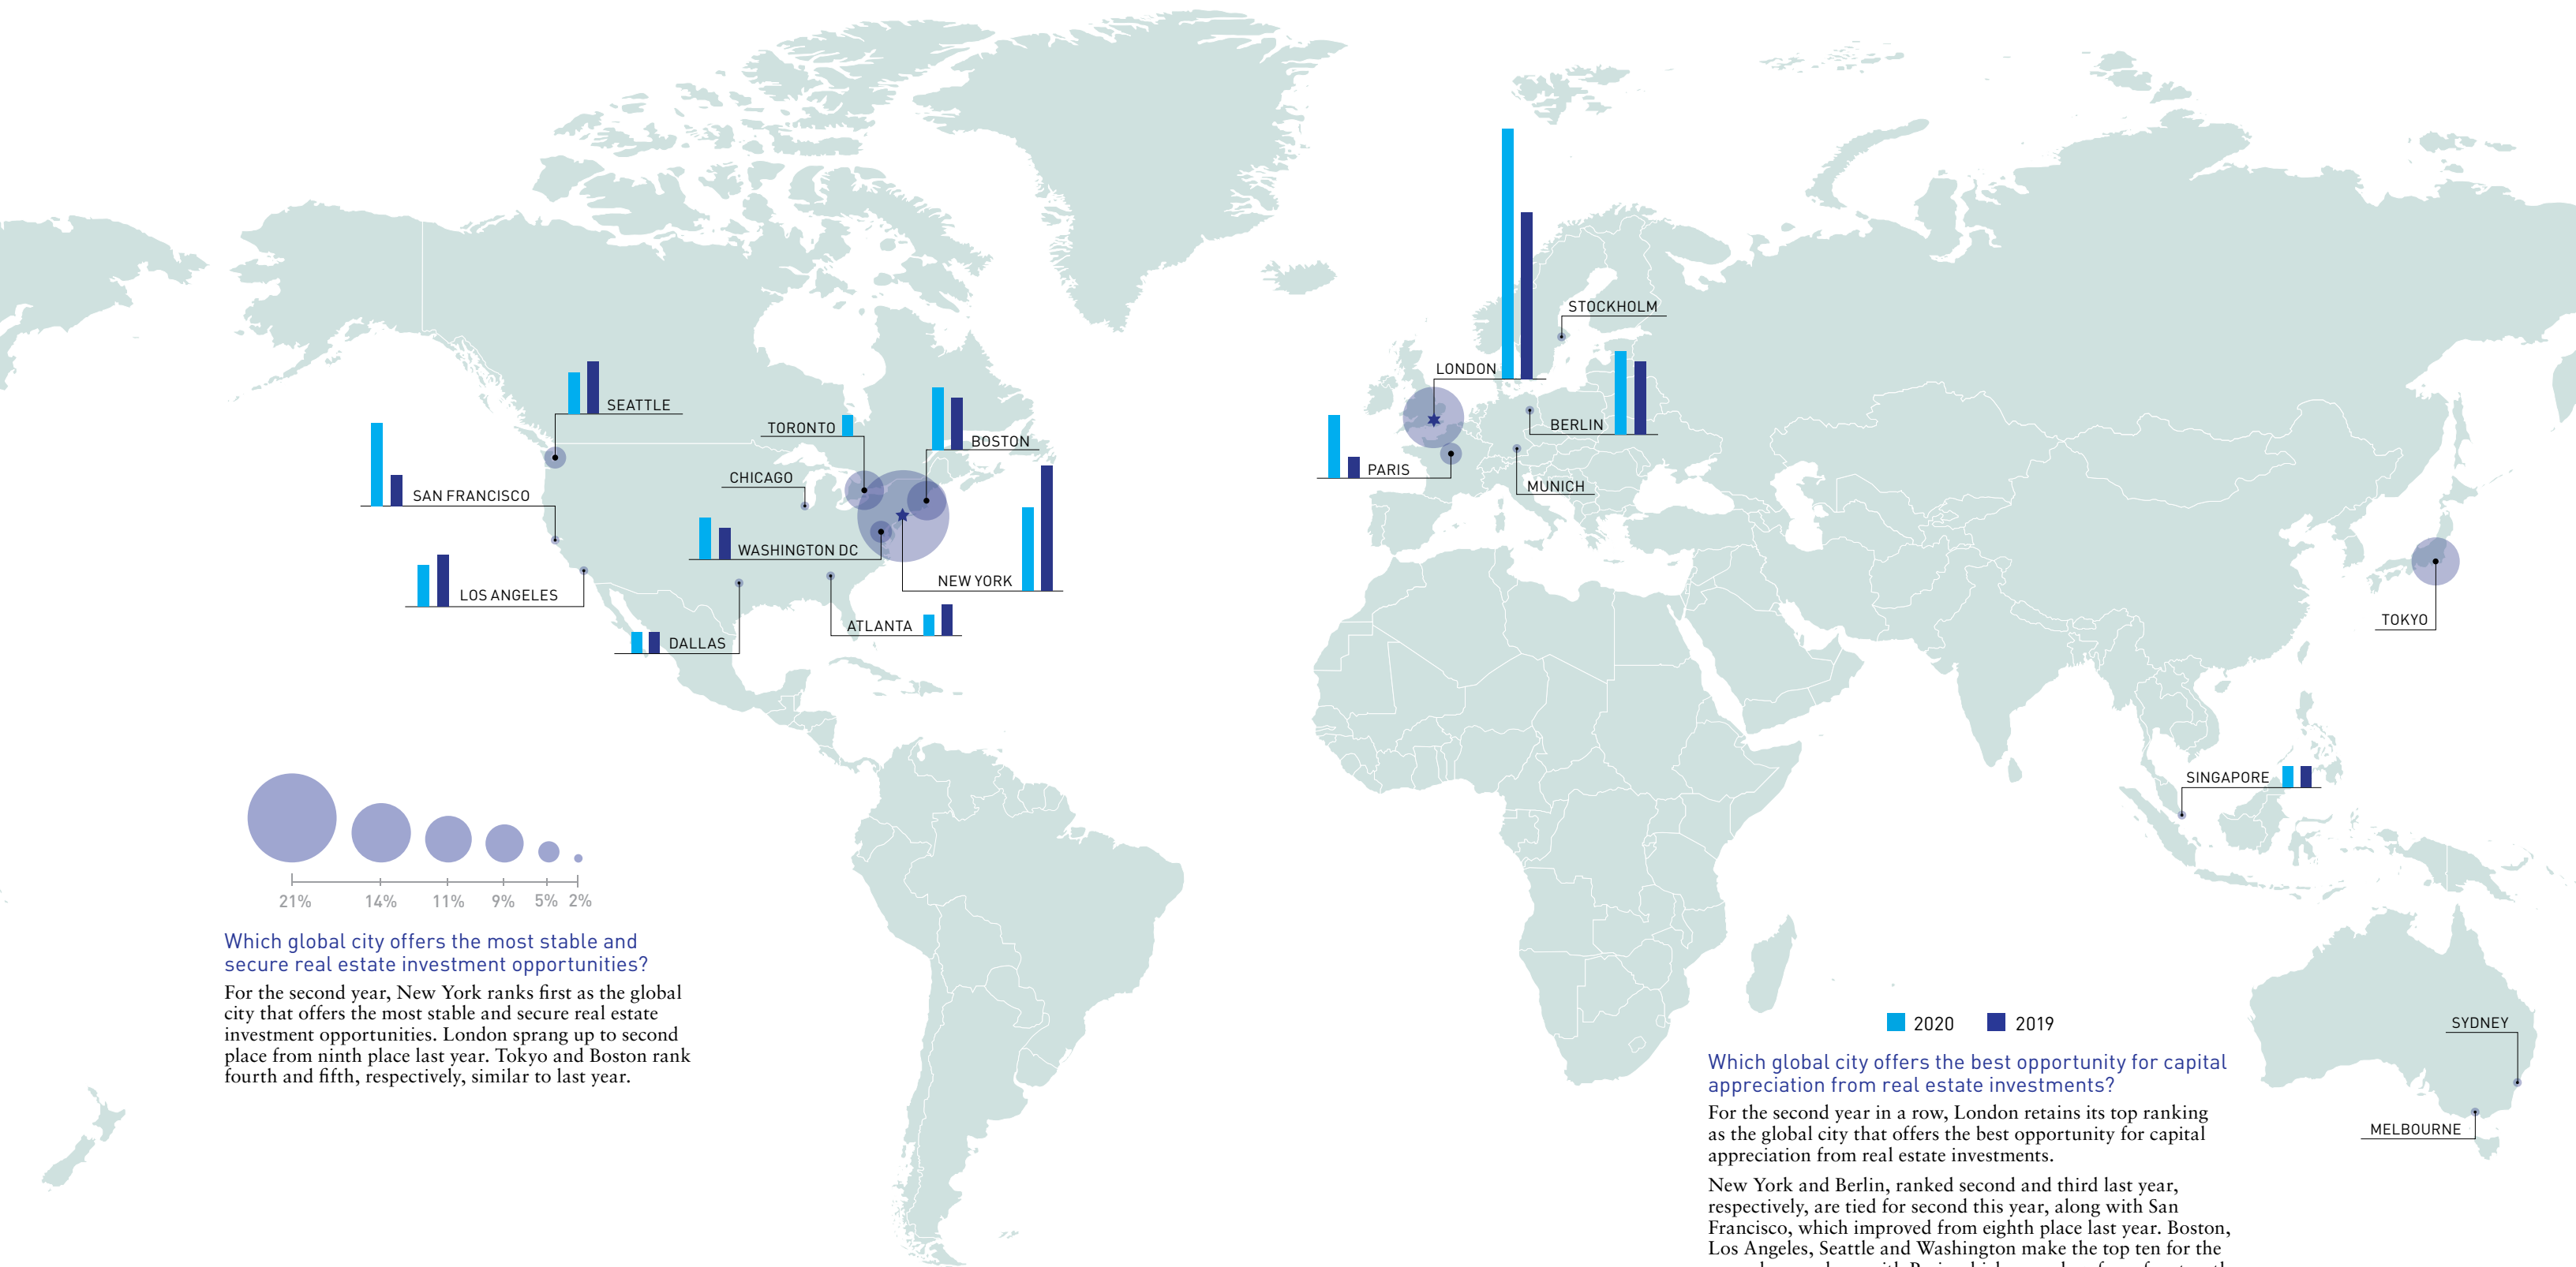 STOCKHOLM
LONDON
BERLIN
PARIS
MUNICH
SEATTLE
TORONTO
BOSTON
CHICAGO
SAN FRANCISCO
WASHINGTON DC
NEW YORK
LOS ANGELES
ATLANTA
DALLAS
TOKYO
SINGAPORE
SYDNEY
MELBOURNE
21% 14% 11% 9% 5% 2%
Which global city offers the most stable and
secure real estate investment opportunities?
For the second year, New York ranks first as the global
city that offers the most stable and secure real estate
investment opportunities. London sprang up to second
place from ninth place last year. Tokyo and Boston rank
fourth and fifth, respectively, similar to last year.
2020 2019
Which global city offers the best opportunity for capital
appreciation from real estate investments?
For the second year in a row, London retains its top ranking
as the global city that offers the best opportunity for capital
appreciation from real estate investments.
New York and Berlin, ranked second and third last year,
respectively, are tied for second this year, along with San
Francisco, which improved from eighth place last year. Boston,
Los Angeles, Seattle and Washington make the top ten for the